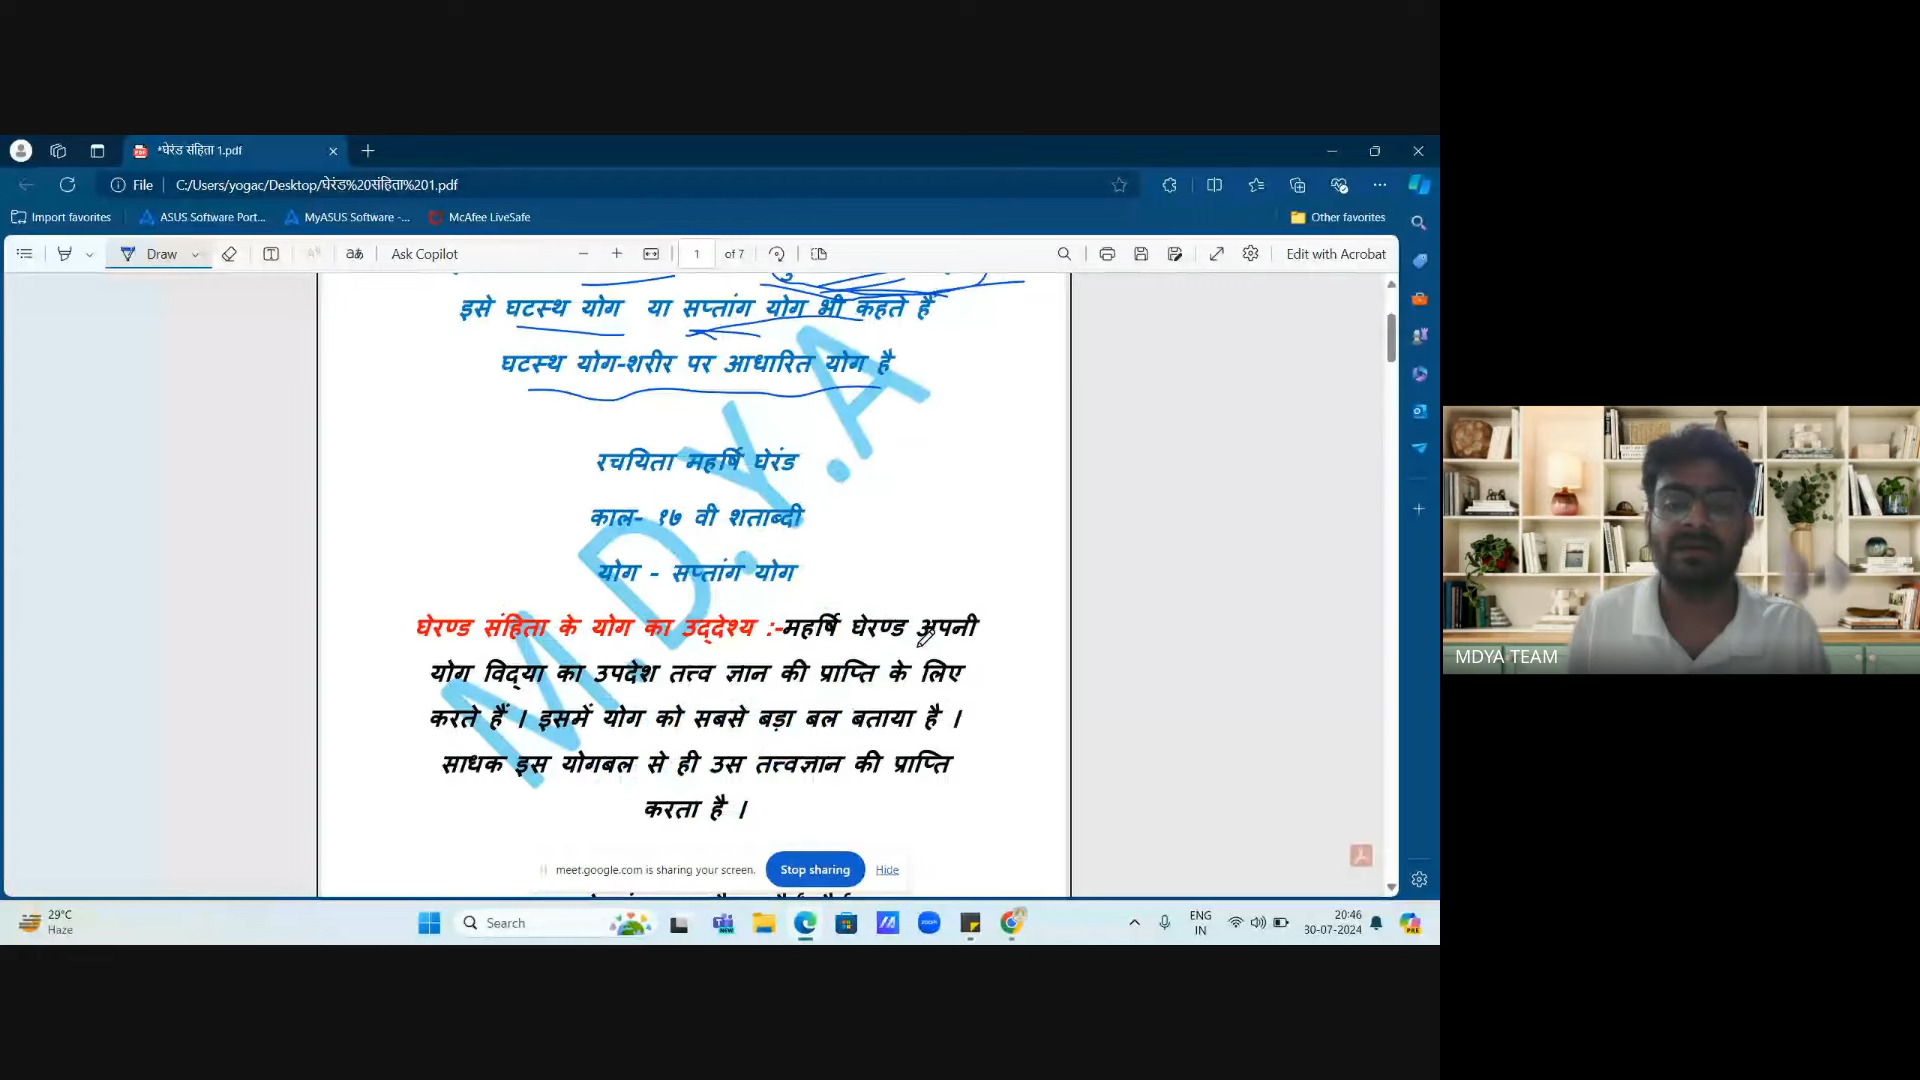 *घेरंड संहिता 1.pdf
File
C:/Users/yogac/Desktop/घेरंड%20संहिता%201.pdf
Import favorites
ASUS Software Port...
MyASUS Software -...
McAfee LiveSafe
Other favorites
Draw
aあ
Ask Copilot
1 of 7
Edit with Acrobat
इसे घटस्थ योग या सप्तांग योग भी कहते हैं
घटस्थ योग-शरीर पर आधारित योग है
रचयिता महर्षि घेरंड
काल- १७ वी शताब्दी
योग - सप्तांग योग
घेरण्ड संहिता के योग का उद्देश्य :-महर्षि घेरण्ड अपनी
योग विद्या का उपदेश तत्त्व ज्ञान की प्राप्ति के लिए
करते हैं । इसमें योग को सबसे बड़ा बल बताया है ।
साधक इस योगबल से ही उस तत्त्वज्ञान की प्राप्ति
करता है ।
M.D.Y.A
meet.google.com is sharing your screen.
Stop sharing
Hide
MDYA TEAM
29°C
Haze
Search
ENG
IN
20:46
30-07-2024